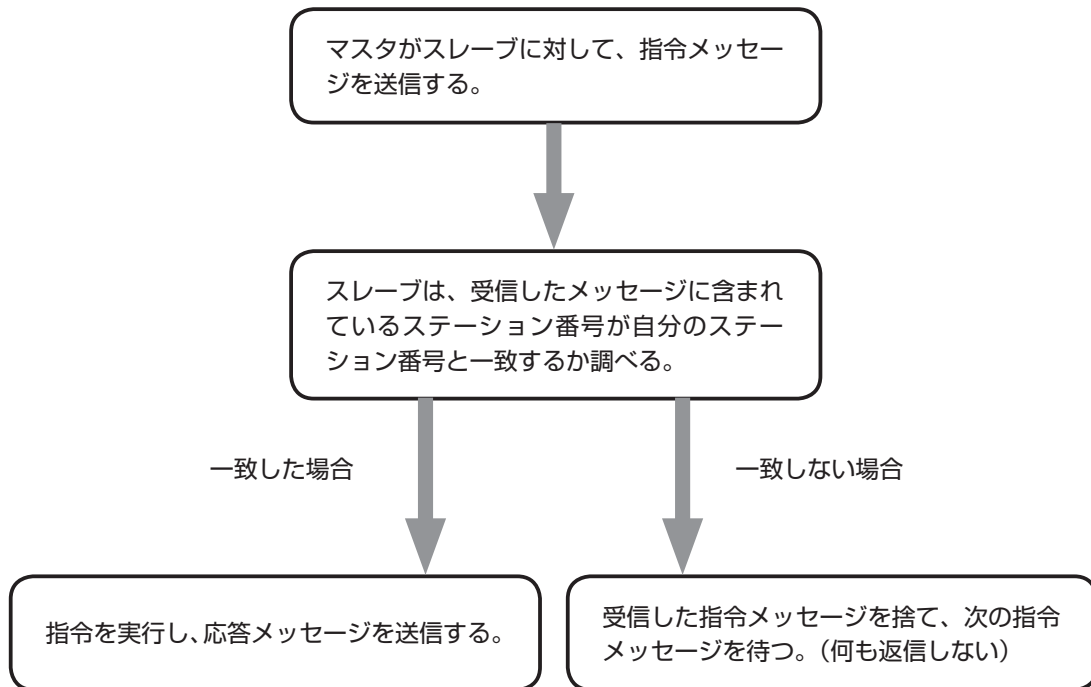 マスタがスレーブに対して、指令メッセー
ジを送信する。
スレーブは、受信したメッセージに含まれ
ているステーション番号が自分のステー
ション番号と一致するか調べる。
一致した場合
一致しない場合
指令を実行し、応答メッセージを送信する。
受信した指令メッセージを捨て、次の指令
メッセージを待つ。（何も返信しない）